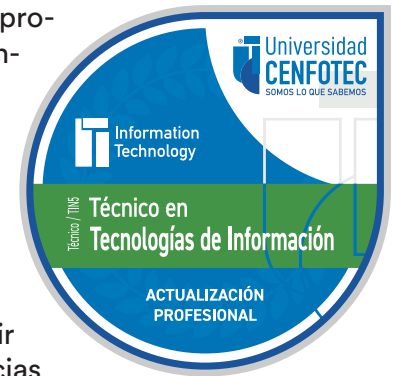 pro-
n-
Universidad
CENFOTEC
SOMOS LO QUE SABEMOS
Information
Technology
Técnico / TIN5
Técnico en
Tecnologías de Información
ACTUALIZACIÓN
PROFESIONAL
ir
cias